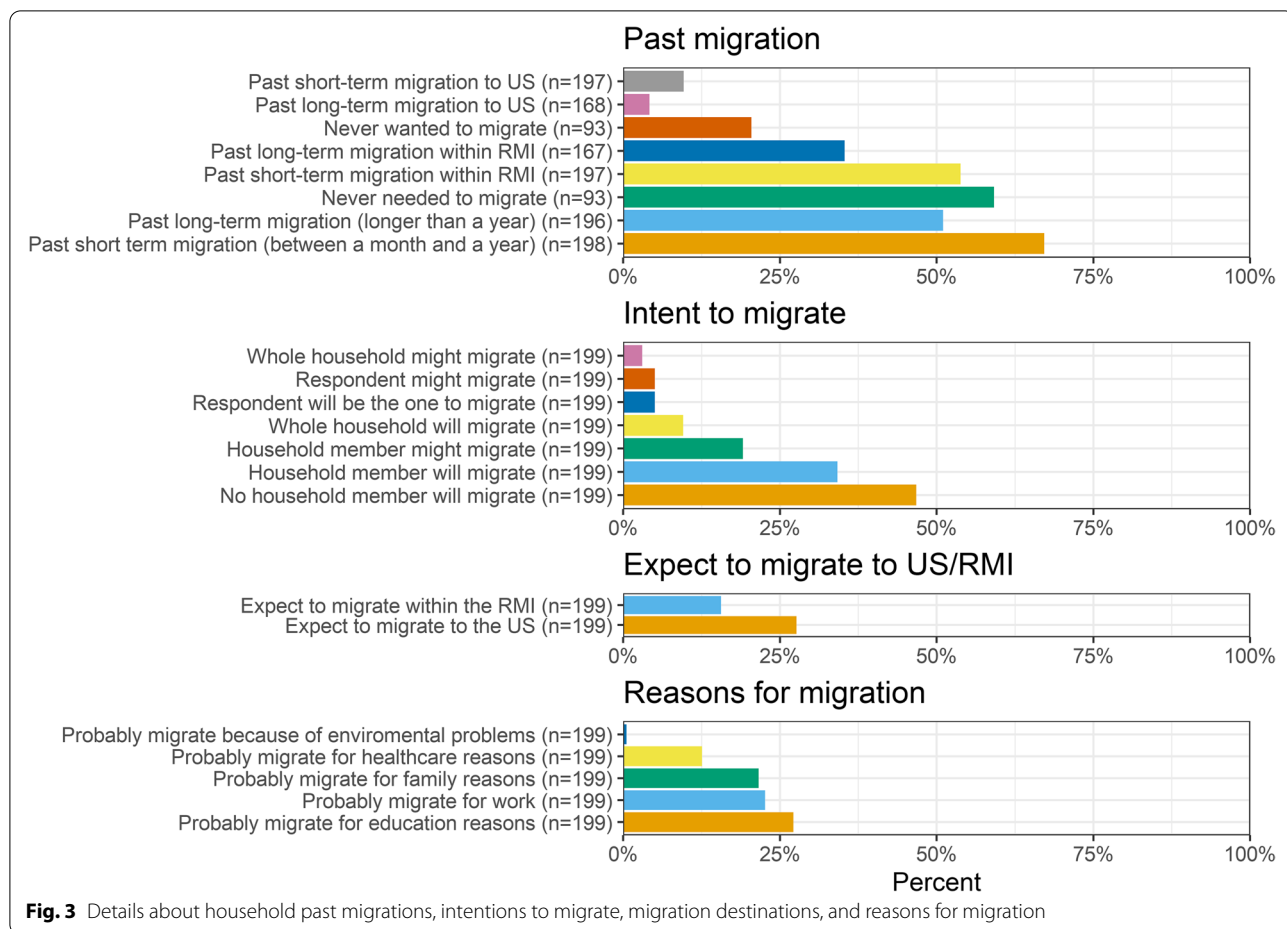 Past migration
Past short-term migration to US (n=197)
Past long-term migration to US (n=168)
Never wanted to migrate (n=93)
Past long-term migration within RMI (n=167)
Past short-term migration within RMI (n=197)
Never needed to migrate (n=93)
Past long-term migration (longer than a year) (n=196)
Past short term migration (between a month and a year) (n=198)
0% 25% 50% 75% 100%
Intent to migrate
Whole household might migrate (n=199)
Respondent might migrate (n=199)
Respondent will be the one to migrate (n=199)
Whole household will migrate (n=199)
Household member might migrate (n=199)
Household member will migrate (n=199)
No household member will migrate (n=199)
0% 25% 50% 75% 100%
Expect to migrate to US/RMI
Expect to migrate within the RMI (n=199)
Expect to migrate to the US (n=199)
0% 25% 50% 75% 100%
Reasons for migration
Probably migrate because of enviromental problems (n=199)
Probably migrate for healthcare reasons (n=199)
Probably migrate for family reasons (n=199)
Probably migrate for work (n=199)
Probably migrate for education reasons (n=199)
0% 25% 50% 75% 100%
Percent
Fig. 3 Details about household past migrations, intentions to migrate, migration destinations, and reasons for migration